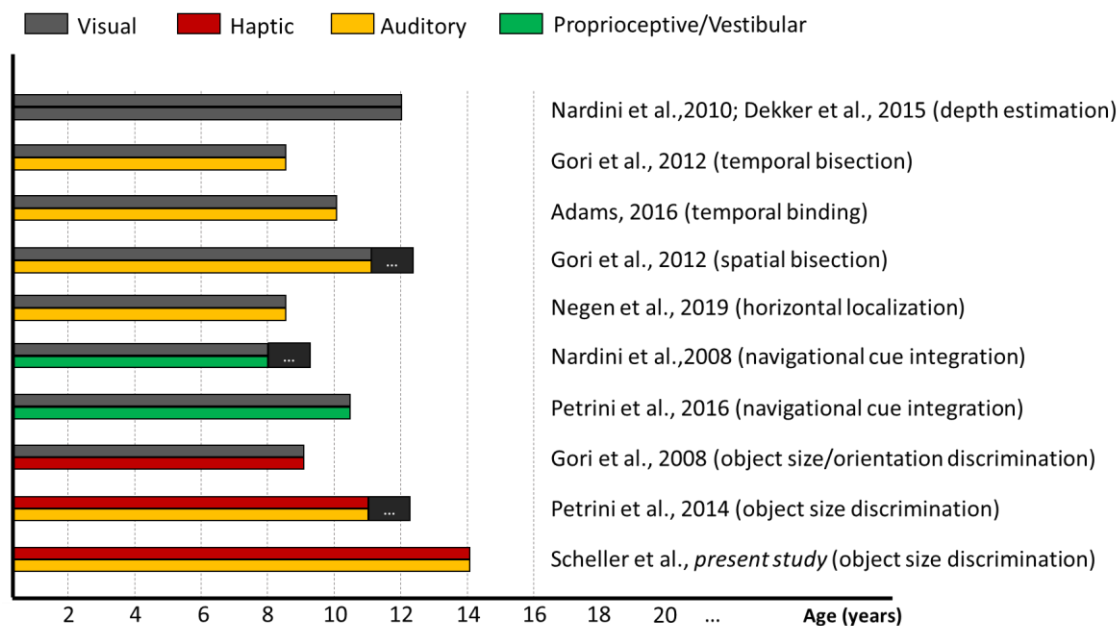 Visual Haptic Auditory Proprioceptive/Vestibular
Nardini et al.,2010; Dekker et al., 2015 (depth estimation)
Gori et al., 2012 (temporal bisection)
Adams, 2016 (temporal binding)
... Gori et al., 2012 (spatial bisection)
Negen et al., 2019 (horizontal localization)
... Nardini et al.,2008 (navigational cue integration)
Petrini et al., 2016 (navigational cue integration)
Gori et al., 2008 (object size/orientation discrimination)
... Petrini et al., 2014 (object size discrimination)
Scheller et al., present study (object size discrimination)
2 4 6 8 10 12 14 16 18 20 ... Age (years)